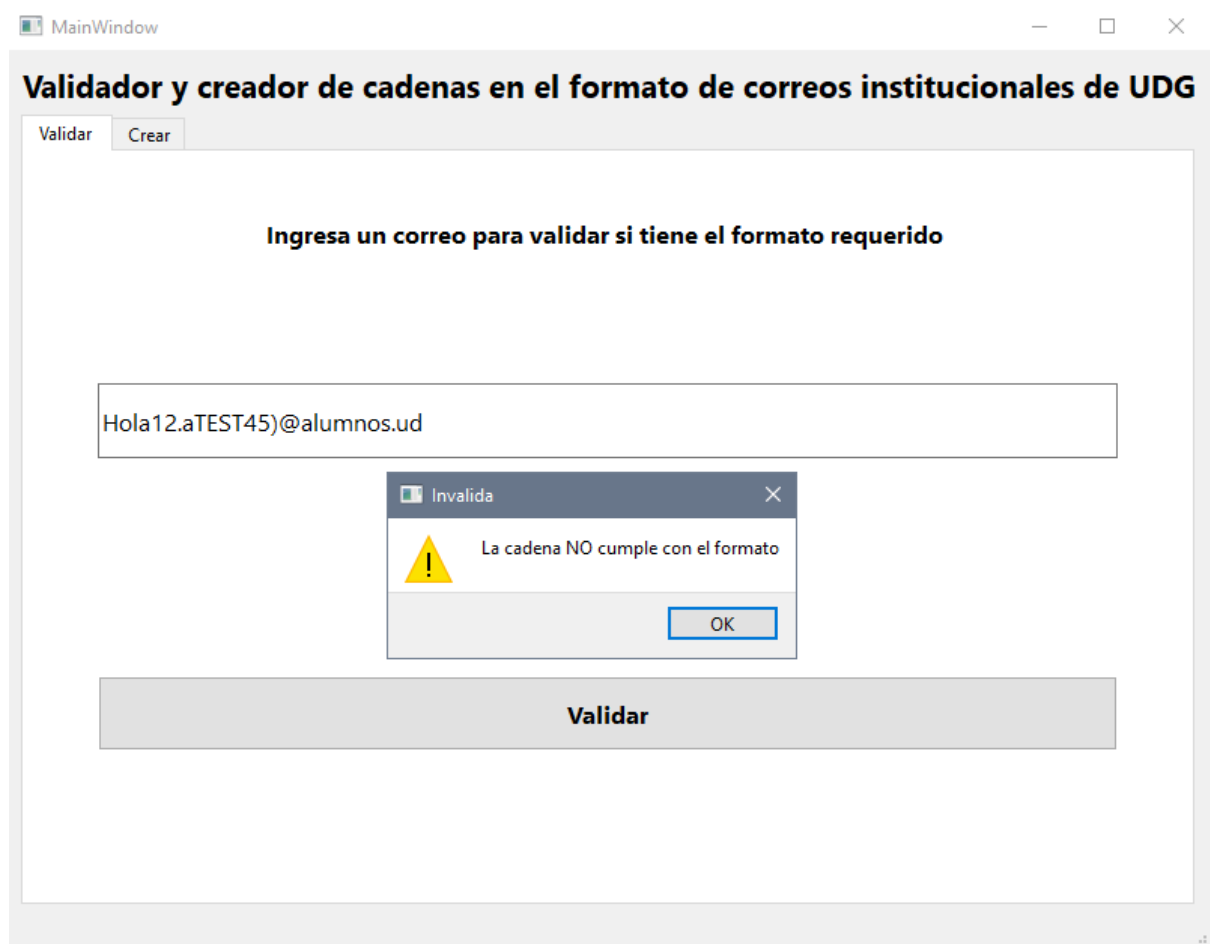 MainWindow
Validador y creador de cadenas en el formato de correos institucionales de UDG
Validar
Crear
Ingresa un correo para validar si tiene el formato requerido
Hola12.aTEST45)@alumnos.ud
Invalida
La cadena NO cumple con el formato
OK
Validar